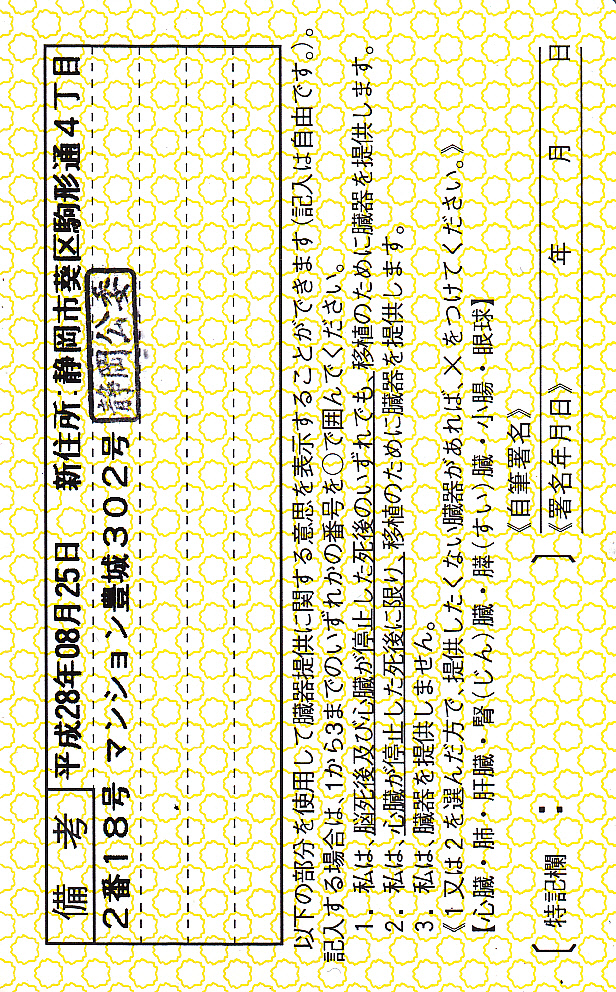 備考
平成28年08月25日　新住所:静岡市葵区駒形通4丁目
2番18号 マンション豊城302号
静岡公委
以下の部分を使用して臓器提供に関する意思を表示することができます(記入は自由です。)。
記入する場合は、1から3までのいずれかの番号を○で囲んでください。
1. 私は、脳死後及び心臓が停止した死後のいずれでも、移植のために臓器を提供します。
2. 私は、心臓が停止した死後に限り、移植のために臓器を提供します。
3. 私は、臓器を提供しません。
《1又は2を選んだ方で、提供したくない臓器があれば、×をつけてください。》
【心臓・肺・肝臓・腎(じん)臓・膵(すい)臓・小腸・眼球】
〔特記欄:　〕
《自筆署名》
《署名年月日》　年　月　日